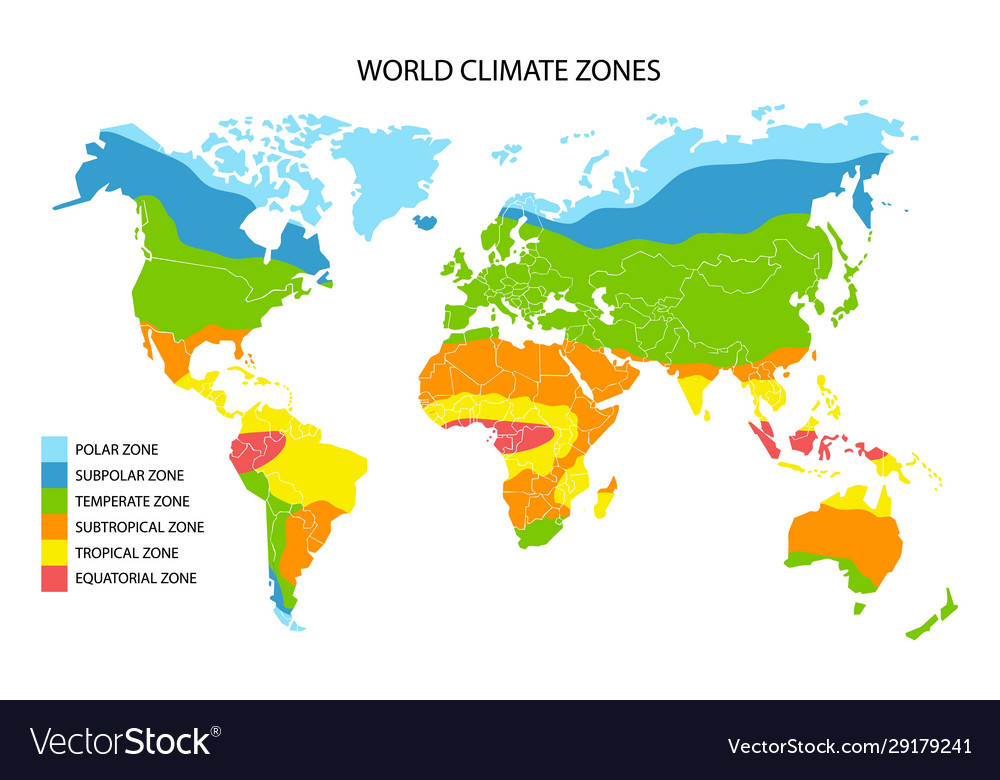 WORLD CLIMATE ZONES
POLAR ZONE
SUBPOLAR ZONE
TEMPERATE ZONE
SUBTROPICAL ZONE
TROPICAL ZONE
EQUATORIAL ZONE
VectorStock®
VectorStock.com/29179241